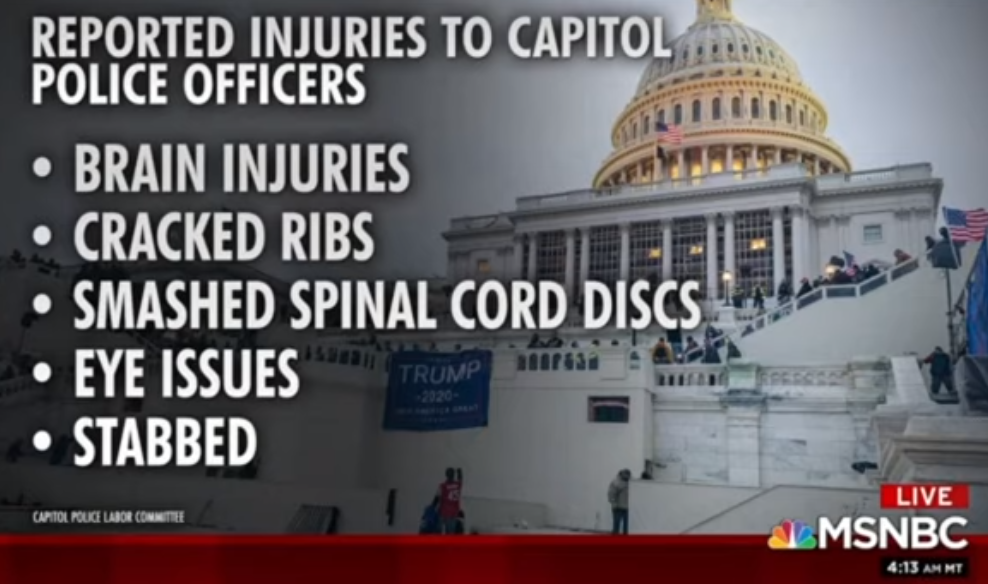 REPORTED INJURIES TO CAPITOL
POLICE OFFICERS
• BRAIN INJURIES
• CRACKED RIBS
• SMASHED SPINAL CORD DISCS
• EYE ISSUES
• STABBED
TRUMP
-2020-
CAPITOL POLICE LABOR COMMITTEE
LIVE
MSNBC
4:13 AM MT